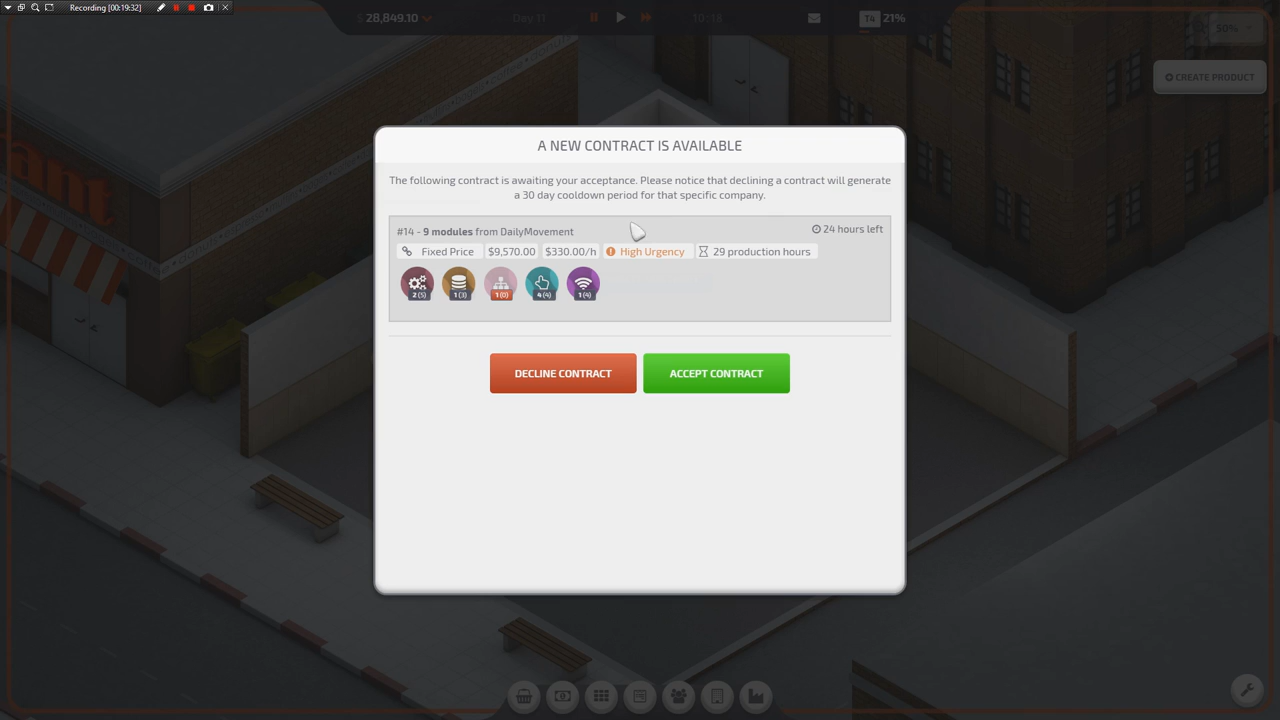 Recording [00:19:32]
$ 28,849.10
Day 11
10:18
T4 21%
50%
CREATE PRODUCT
ant
A NEW CONTRACT IS AVAILABLE
The following contract is awaiting your acceptance. Please notice that declining a contract will generate
a 30 day cooldown period for that specific company.
#14 - 9 modules from DailyMovement
24 hours left
Fixed Price
$9,570.00
$330.00/h
High Urgency
29 production hours
2(5)
1(3)
1(0)
4(4)
1(4)
DECLINE CONTRACT
ACCEPT CONTRACT